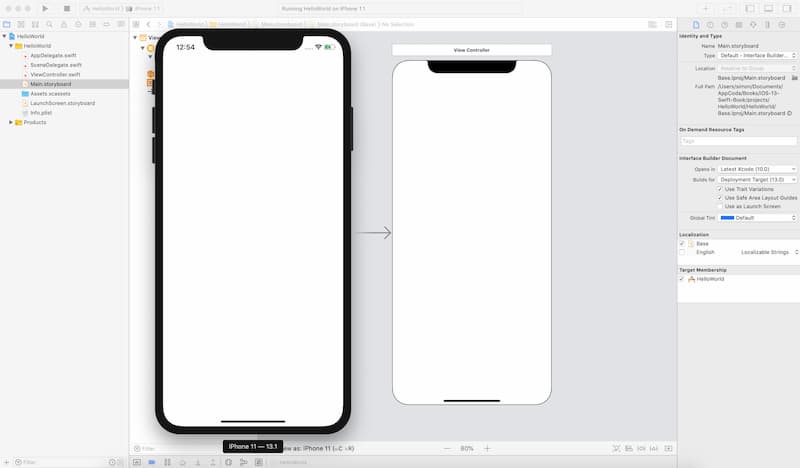 HelloWorld
iPhone 11
Running HelloWorld on iPhone 11
HelloWorld
HelloWorld
AppDelegate.swift
SceneDelegate.swift
ViewController.swift
Main.storyboard
Assets.xcassets
LaunchScreen.storyboard
Info.plist
Products
Filter
HelloWorld
HelloWorld
Main.storyboard
Main.storyboard (Base)
No Selection
View
12:54
iPhone 11 — 13.1
View Controller
Filter
iew as: iPhone 11
80%
HelloWorld
Identity and Type
Name Main.storyboard
Type Default - Interface Builder...
Location Relative to Group
Base.lproj/Main.storyboard
Full Path /Users/simon/Documents/
AppCoda/Books/iOS-13-
Swift-Book/projects/
HelloWorld/HelloWorld/
Base.lproj/Main.storyboard
On Demand Resource Tags
Tags
Interface Builder Document
Opens in Latest Xcode (10.0)
Builds for Deployment Target (13.0)
Use Trait Variations
Use Safe Area Layout Guides
Use as Launch Screen
Global Tint Default
Localization
Base
English Localizable Strings
Target Membership
HelloWorld